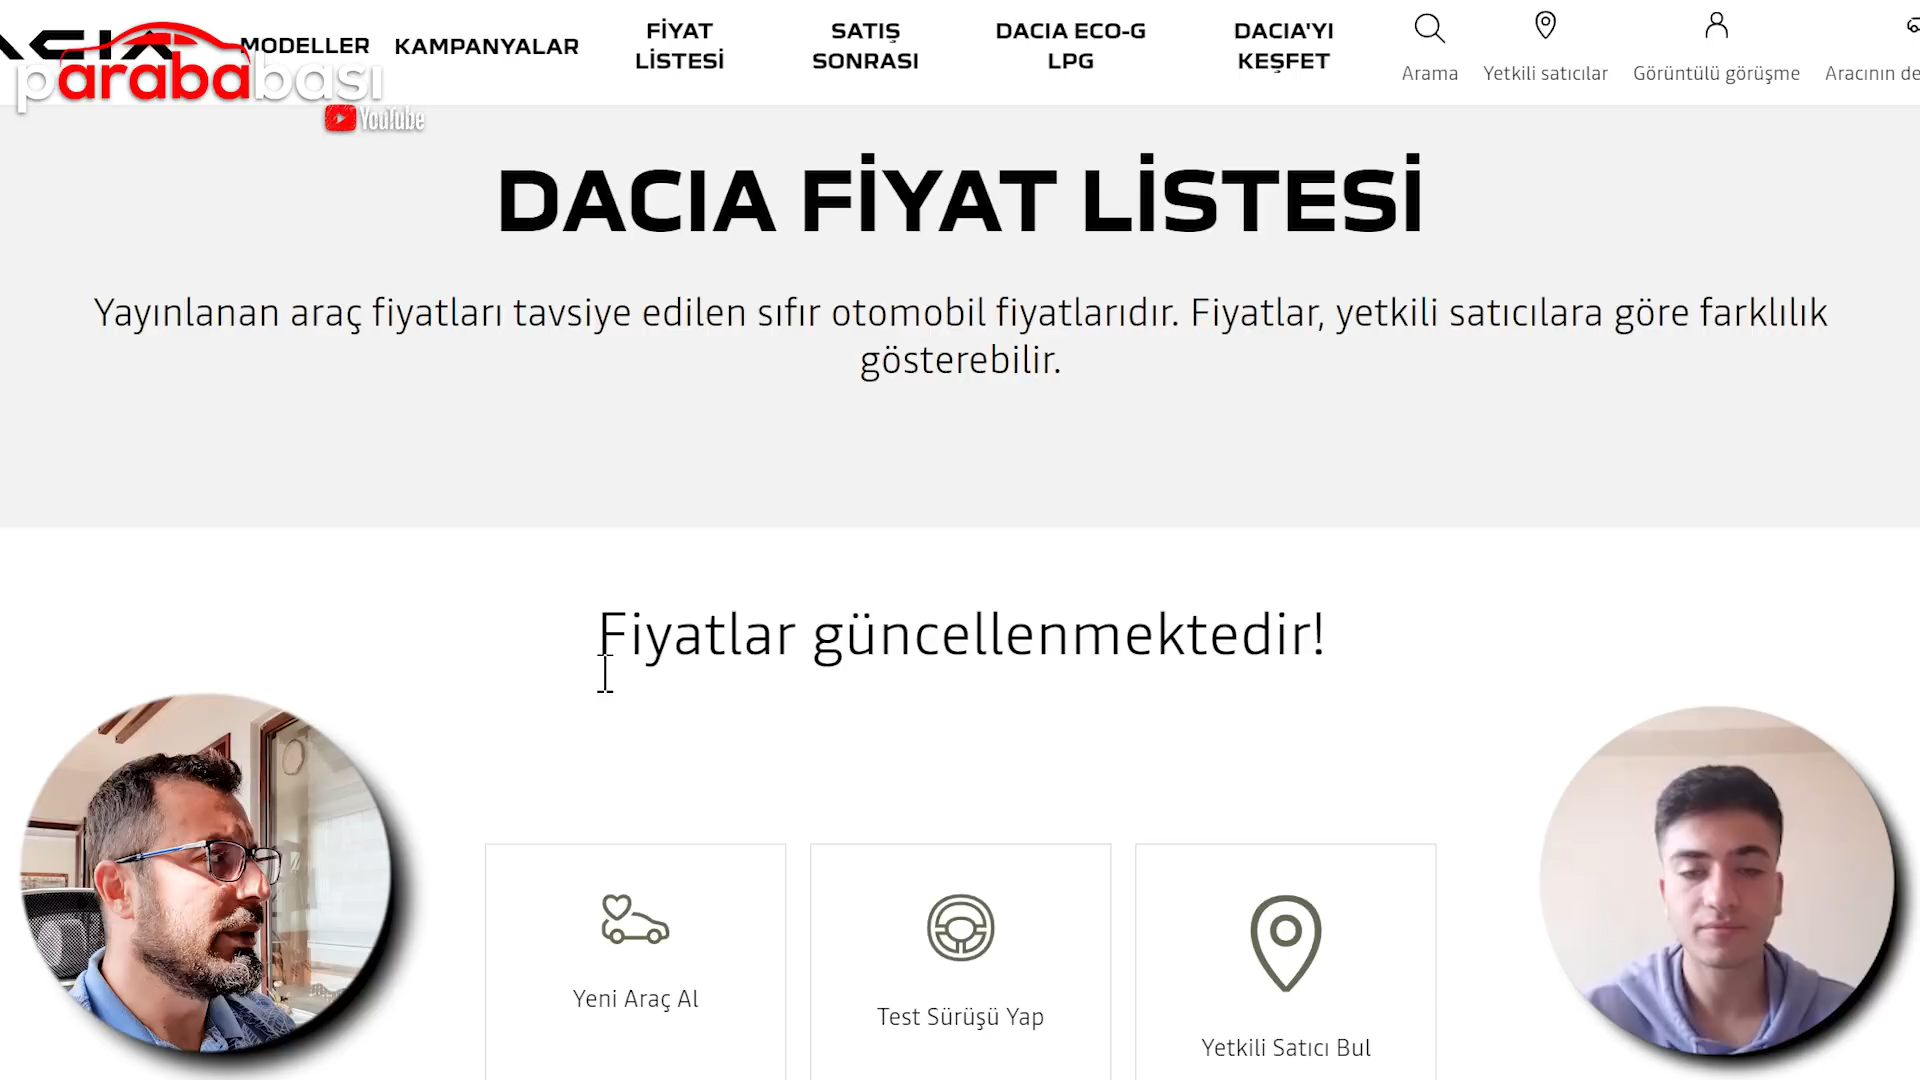 MODELLER
KAMPANYALAR
FİYAT
LİSTESİ
SATIŞ
SONRASI
DACIA ECO-G
LPG
DACIA'YI
KEŞFET
Arama
Yetkili satıcılar
Görüntülü görüşme
Aracının de
parababası
YouTube
DACIA FİYAT LİSTESİ
Yayınlanan araç fiyatları tavsiye edilen sıfır otomobil fiyatlarıdır. Fiyatlar, yetkili satıcılara göre farklılık
gösterebilir.
Fiyatlar güncellenmektedir!
Yeni Araç Al
Test Sürüşü Yap
Yetkili Satıcı Bul